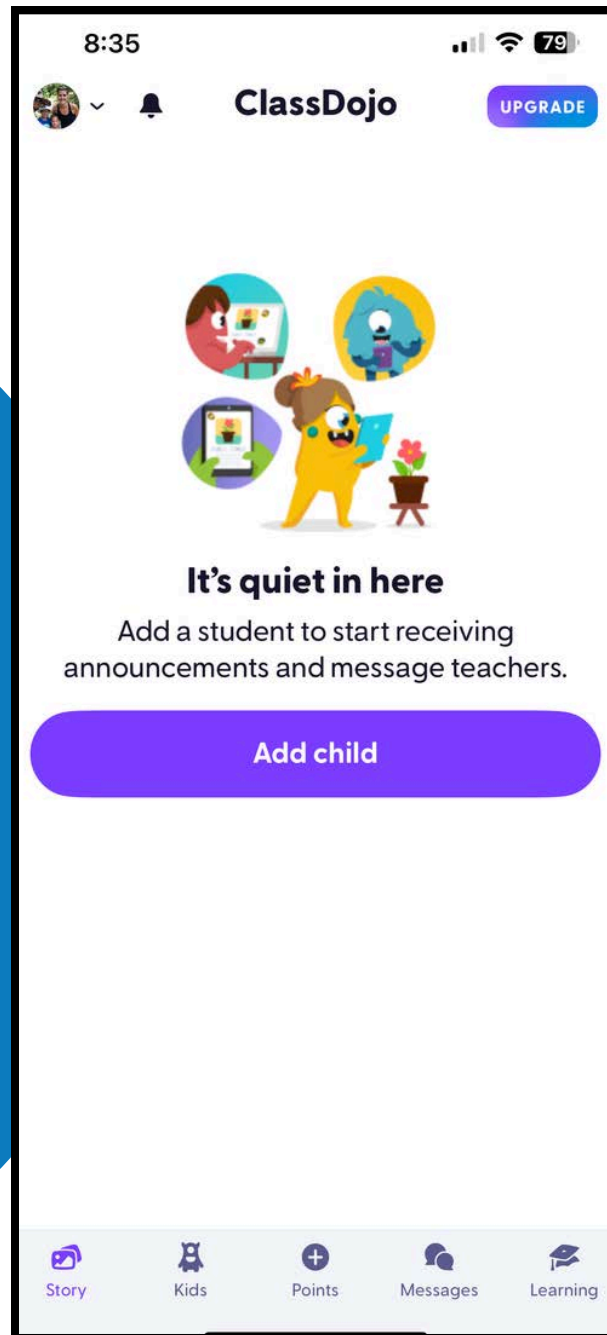 8:35
79
ClassDojo
UPGRADE
It's quiet in here
Add a student to start receiving
announcements and message teachers.
Add child
Story Kids Points Messages Learning